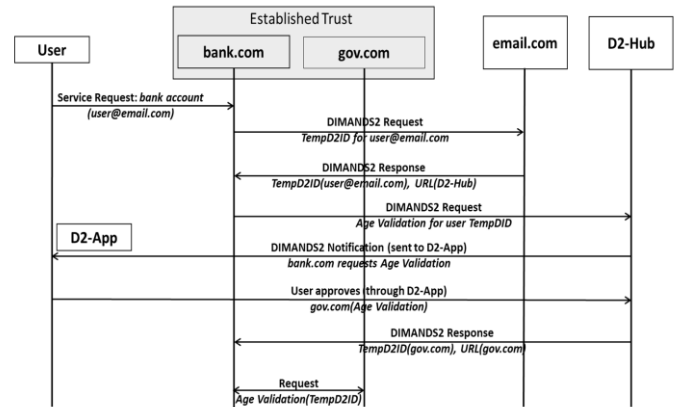 Established Trust
User
bank.com
gov.com
email.com
D2-Hub
Service Request: bank account
(user@email.com)
DIMANDS2 Request
TempD2ID for user@email.com
DIMANDS2 Response
TempD2ID(user@email.com), URL(D2-Hub)
DIMANDS2 Request
Age Validation for user TempDID
D2-App
DIMANDS2 Notification (sent to D2-App)
bank.com requests Age Validation
User approves (through D2-App)
gov.com(Age Validation)
DIMANDS2 Response
TempD2ID(gov.com), URL(gov.com)
Request
Age Validation(TempD2ID)